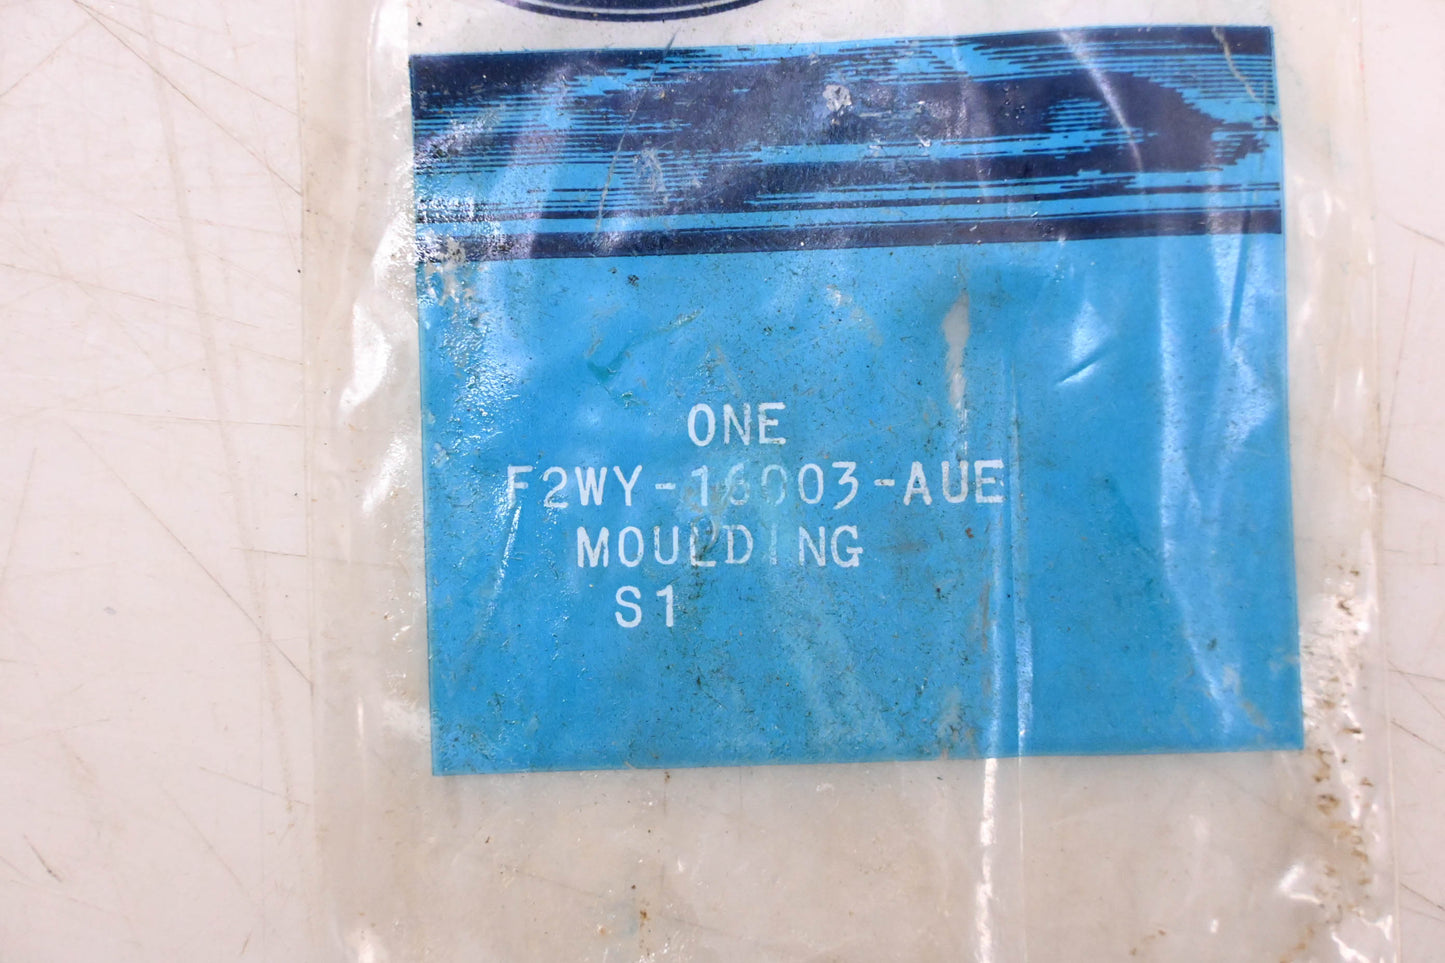 ONE
F2WY-16003-AUE
MOULDING
S1